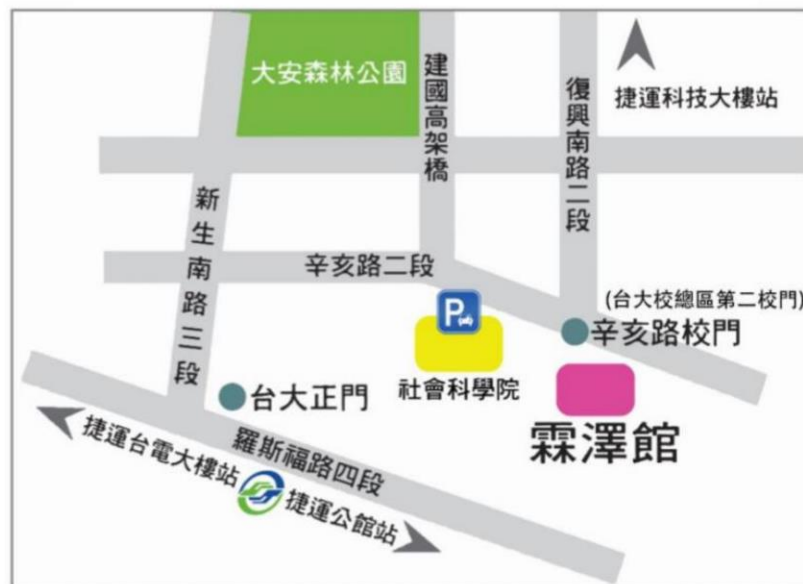 大安森林公園
建國高架橋
復興南路二段
捷運科技大樓站
新生南路三段
辛亥路二段
(台大校總區第二校門)
辛亥路校門
P
社會科學院
台大正門
霖澤館
羅斯福路四段
捷運台電大樓站
捷運公館站